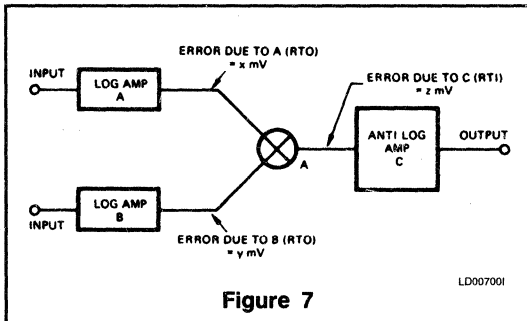 ERROR DUE TO A (RTO)
= x mV
INPUT
LOG AMP
A
ERROR DUE TO C (RTI)
= z mV
A
ANTI LOG
AMP
C
OUTPUT
LOG AMP
B
INPUT
ERROR DUE TO B (RTO)
= y mV
LD00700I
Figure 7